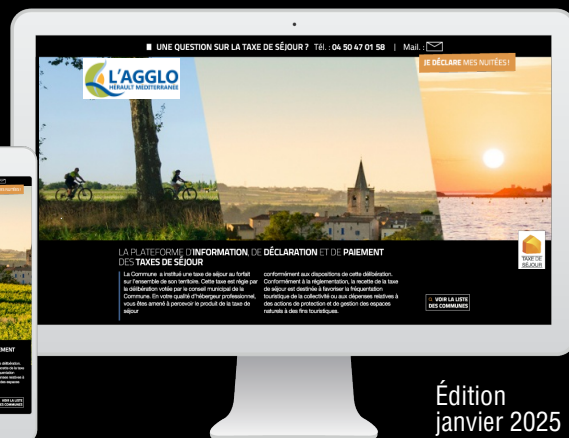 UNE QUESTION SUR LA TAXE DE SÉJOUR ? Tél. : 04 50 47 01 58 | Mail. :
JE DÉCLARE MES NUITÉES !
L'AGGLO
HÉRAULT MÉDITERRANÉE
LA PLATEFORME D'INFORMATION, DE DÉCLARATION ET DE PAIEMENT
DES TAXES DE SÉJOUR
La Commune a institué une taxe de séjour au forfait
sur l'ensemble de son territoire. Cette taxe est régie par
la délibération votée par le conseil municipal de la
Commune. En votre qualité d'hébergeur professionnel,
vous êtes amené à percevoir le produit de la taxe de
séjour
conformément aux dispositions de cette délibération.
Conformément à la réglementation, la recette de la taxe
de séjour est destinée à favoriser la fréquentation
touristique de la collectivité ou aux dépenses relatives à
des actions de protection et de gestion des espaces
naturels à des fins touristiques.
TAXE DE
SÉJOUR
VOIR LA LISTE
DES COMMUNES
EMENT
VOIR LA LISTE
DES COMMUNES
Édition
janvier 2025